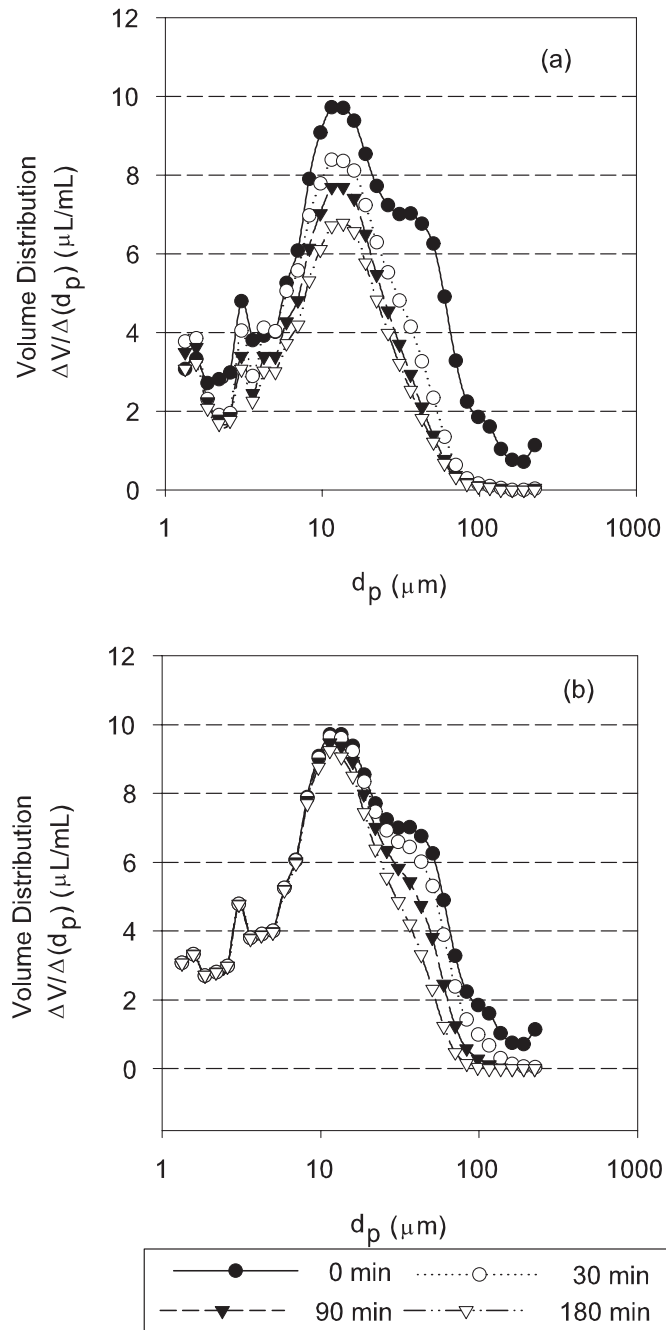 (a)
12
10
8
6
4
2
0
Volume Distribution
ΔV/Δ(dp) (μL/mL)
1 10 100 1000
dp (μm)
(b)
12
10
8
6
4
2
0
Volume Distribution
ΔV/Δ(dp) (μL/mL)
1 10 100 1000
dp (μm)
0 min 30 min
90 min 180 min